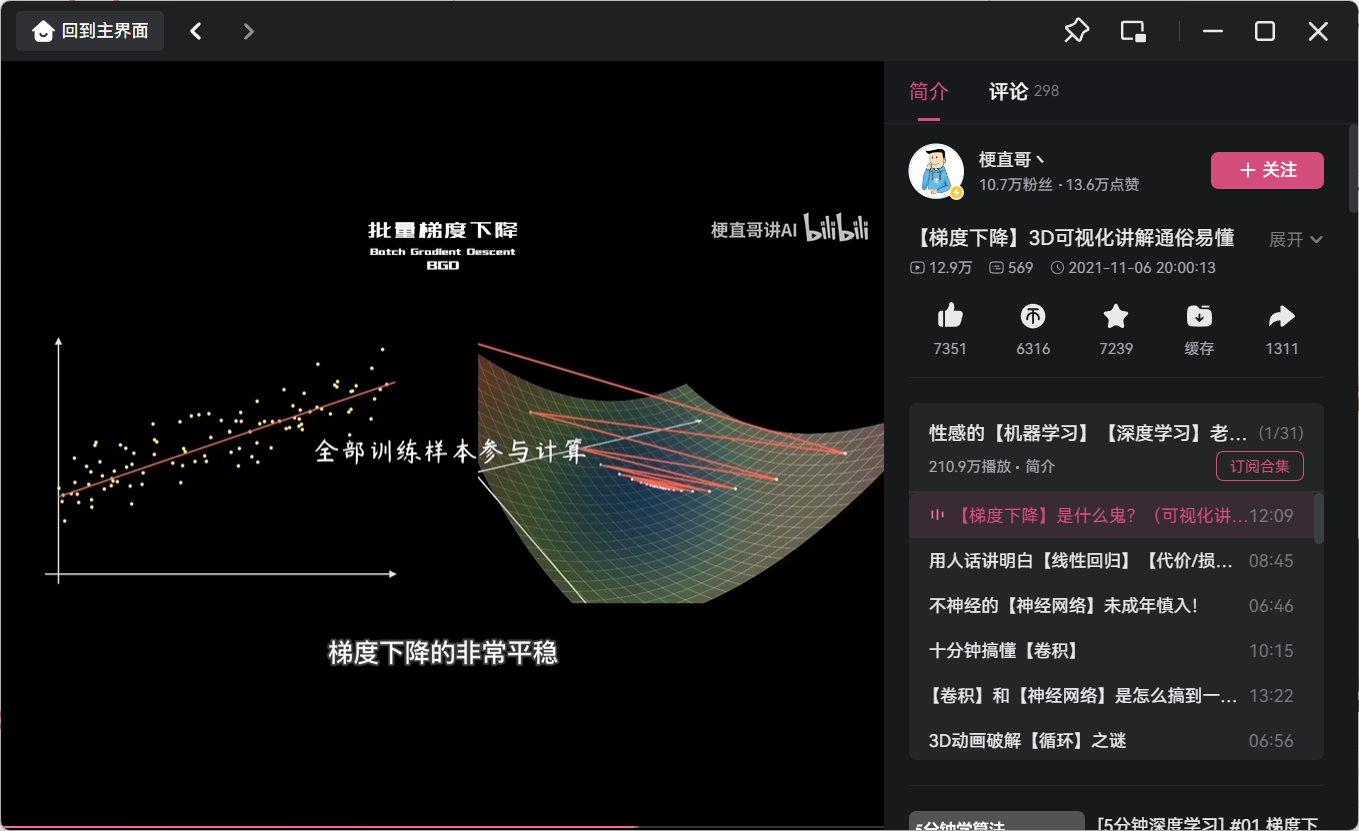 回到主界面
简介
评论 298
梗直哥丶
10.7万粉丝 · 13.6万点赞
关注
【梯度下降】3D可视化讲解通俗易懂
展开
12.9万 569 2021-11-06 20:00:13
7351 6316 7239 缓存 1311
性感的【机器学习】【深度学习】老... (1/31)
210.9万播放 · 简介
订阅合集
【梯度下降】是什么鬼？（可视化讲... 12:09
用人话讲明白【线性回归】【代价/损... 08:45
不神经的【神经网络】未成年慎入! 06:46
十分钟搞懂【卷积】 10:15
【卷积】和【神经网络】是怎么搞到一... 13:22
3D动画破解【循环】之谜 06:56
5分钟学算法
[5分钟深度学习] #01 梯度下
批量梯度下降
Batch Gradient Descent
BGD
梗直哥讲AI bilibili
全部训练样本参与计算
梯度下降的非常平稳